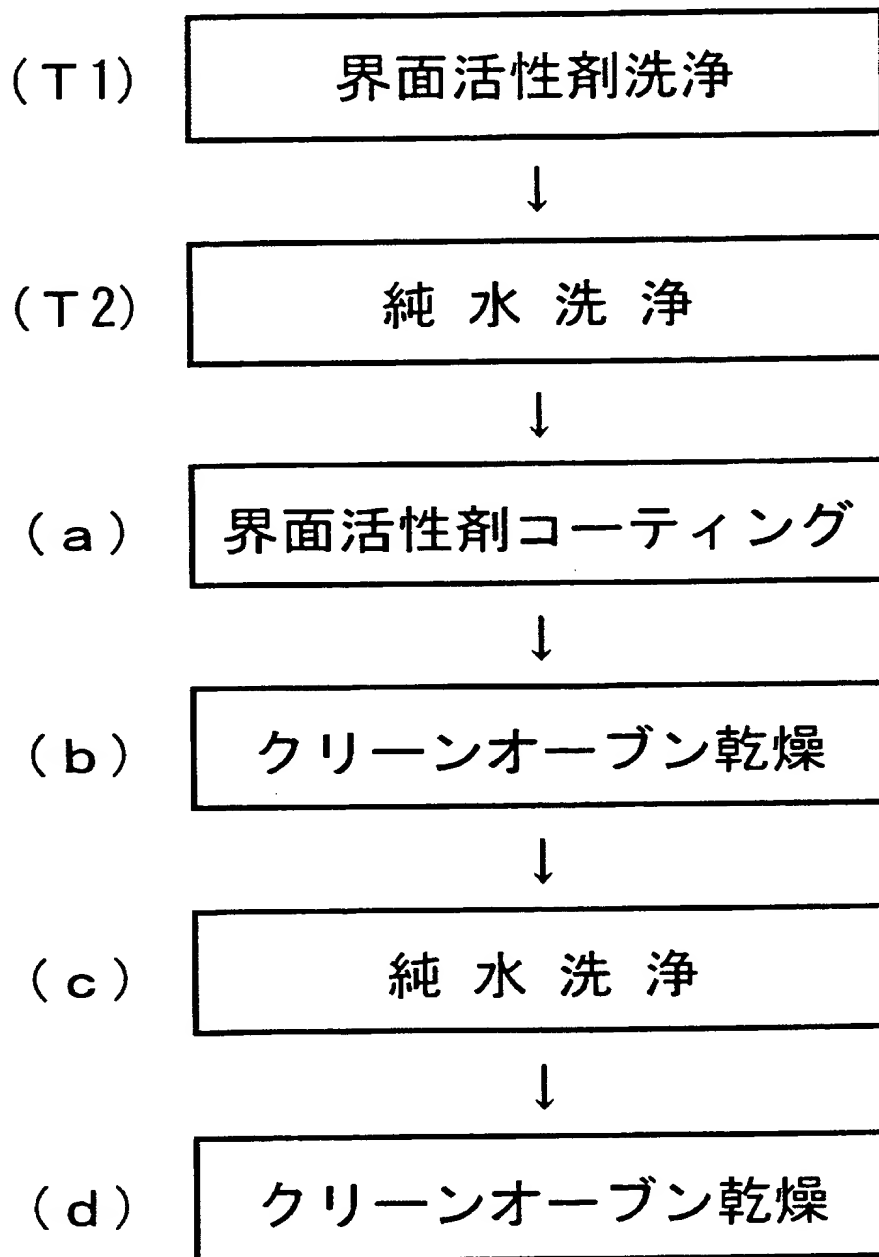 (T1) 界面活性剤洗浄
↓
(T2) 純水洗浄
↓
(a) 界面活性剤コーティング
↓
(b) クリーンオーブン乾燥
↓
(c) 純水洗浄
↓
(d) クリーンオーブン乾燥